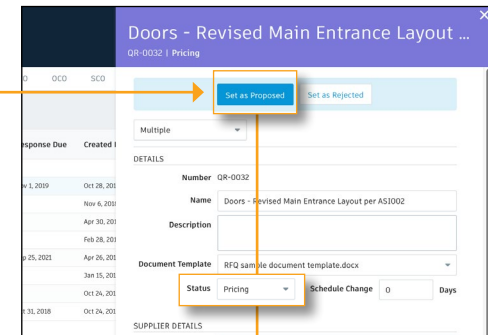 Doors - Revised Main Entrance Layout ...
QR-0032 | Pricing
OCO SCO
Set as Proposed Set as Rejected
Multiple
esponse Due Created
DETAILS
Number QR-0032
Name Doors - Revised Main Entrance Layout per ASI002
v 1, 2019 Oct 28, 201
Nov 6, 201
Description
Apr 30, 201
Feb 28, 201
p 25, 2021 Apr 26, 201
Document Template RFQ sample document template.docx
Jan 15, 201
Status Pricing Schedule Change 0 Days
Oct 24, 201
t 31, 2018 Oct 24, 201
SUPPLIER DETAILS